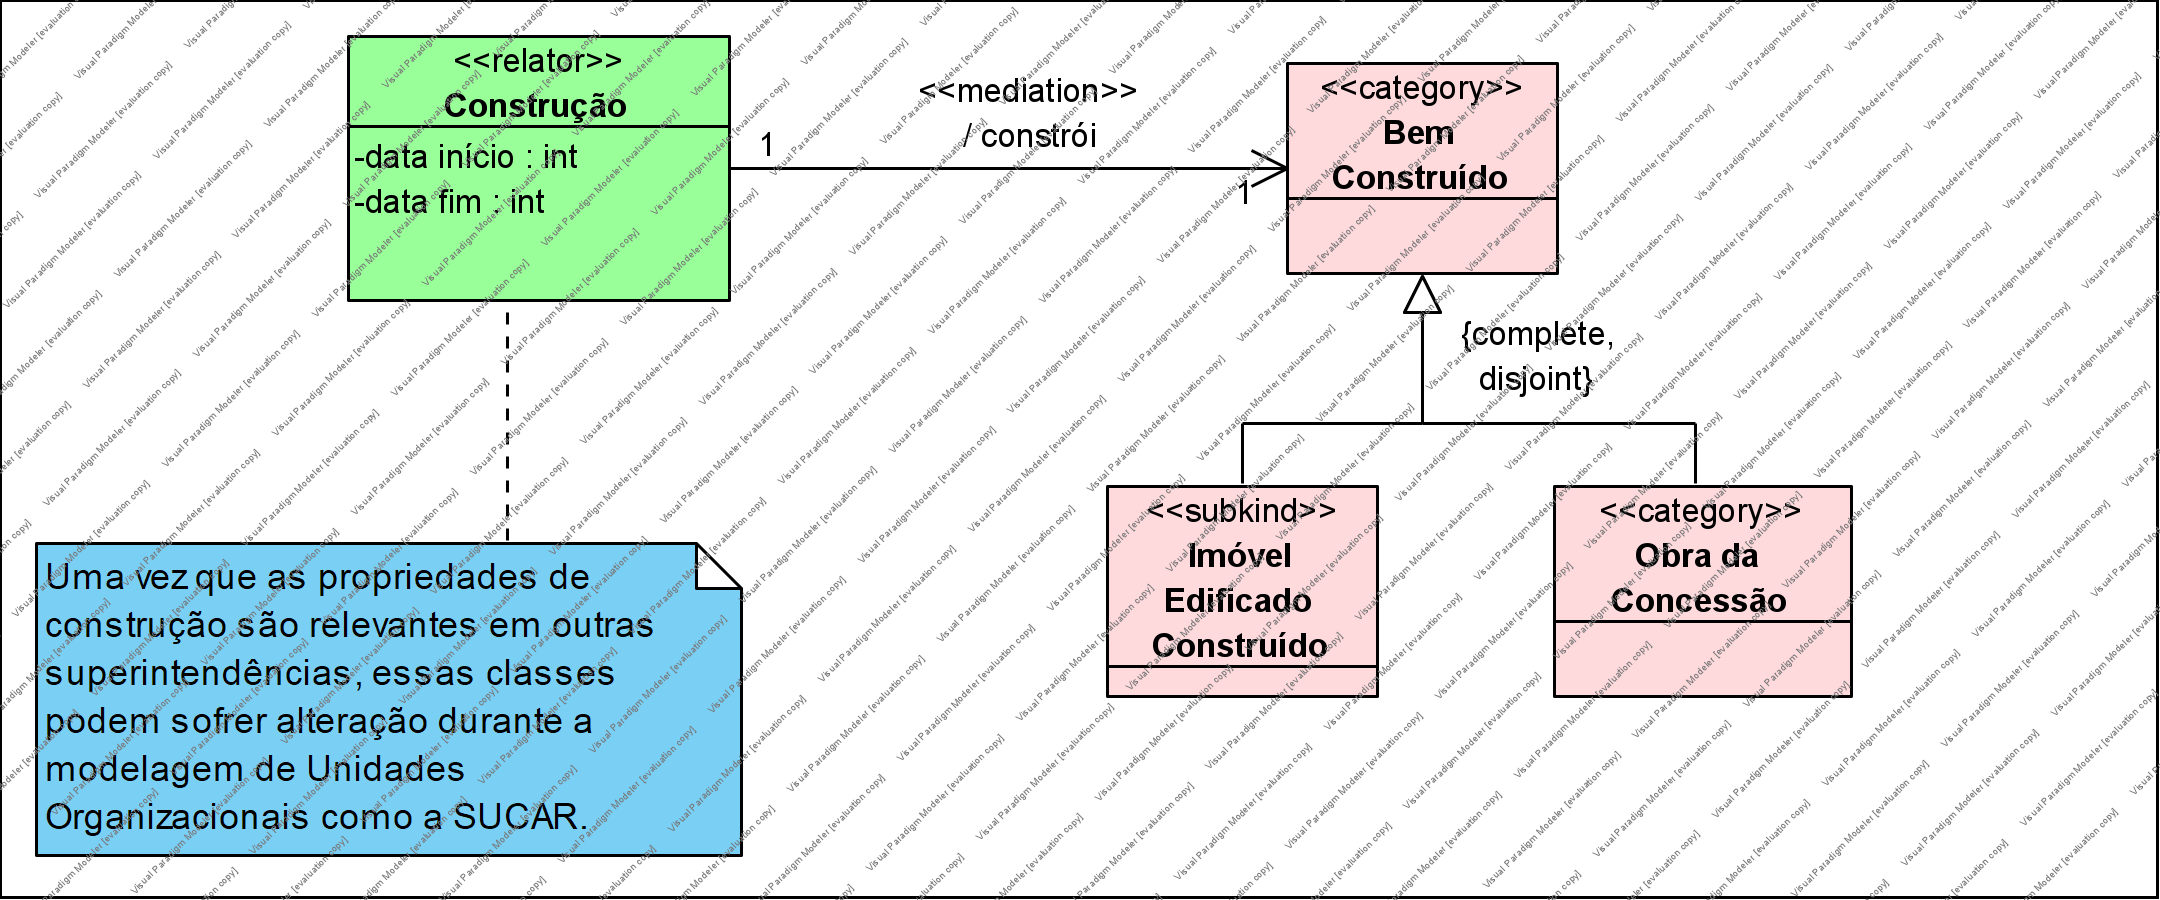 <<relator>>
Construção
-data início : int
-data fim : int
<<mediation>>
/ constrói
1
1
<<category>>
Bem
Construído
{complete,
disjoint}
<<subkind>>
Imóvel
Edificado
Construído
<<category>>
Obra da
Concessão
Uma vez que as propriedades de
construção são relevantes em outras
superintendências, essas classes
podem sofrer alteração durante a
modelagem de Unidades
Organizacionais como a SUCAR.
Visual Paradigm Modeler [evaluation copy]